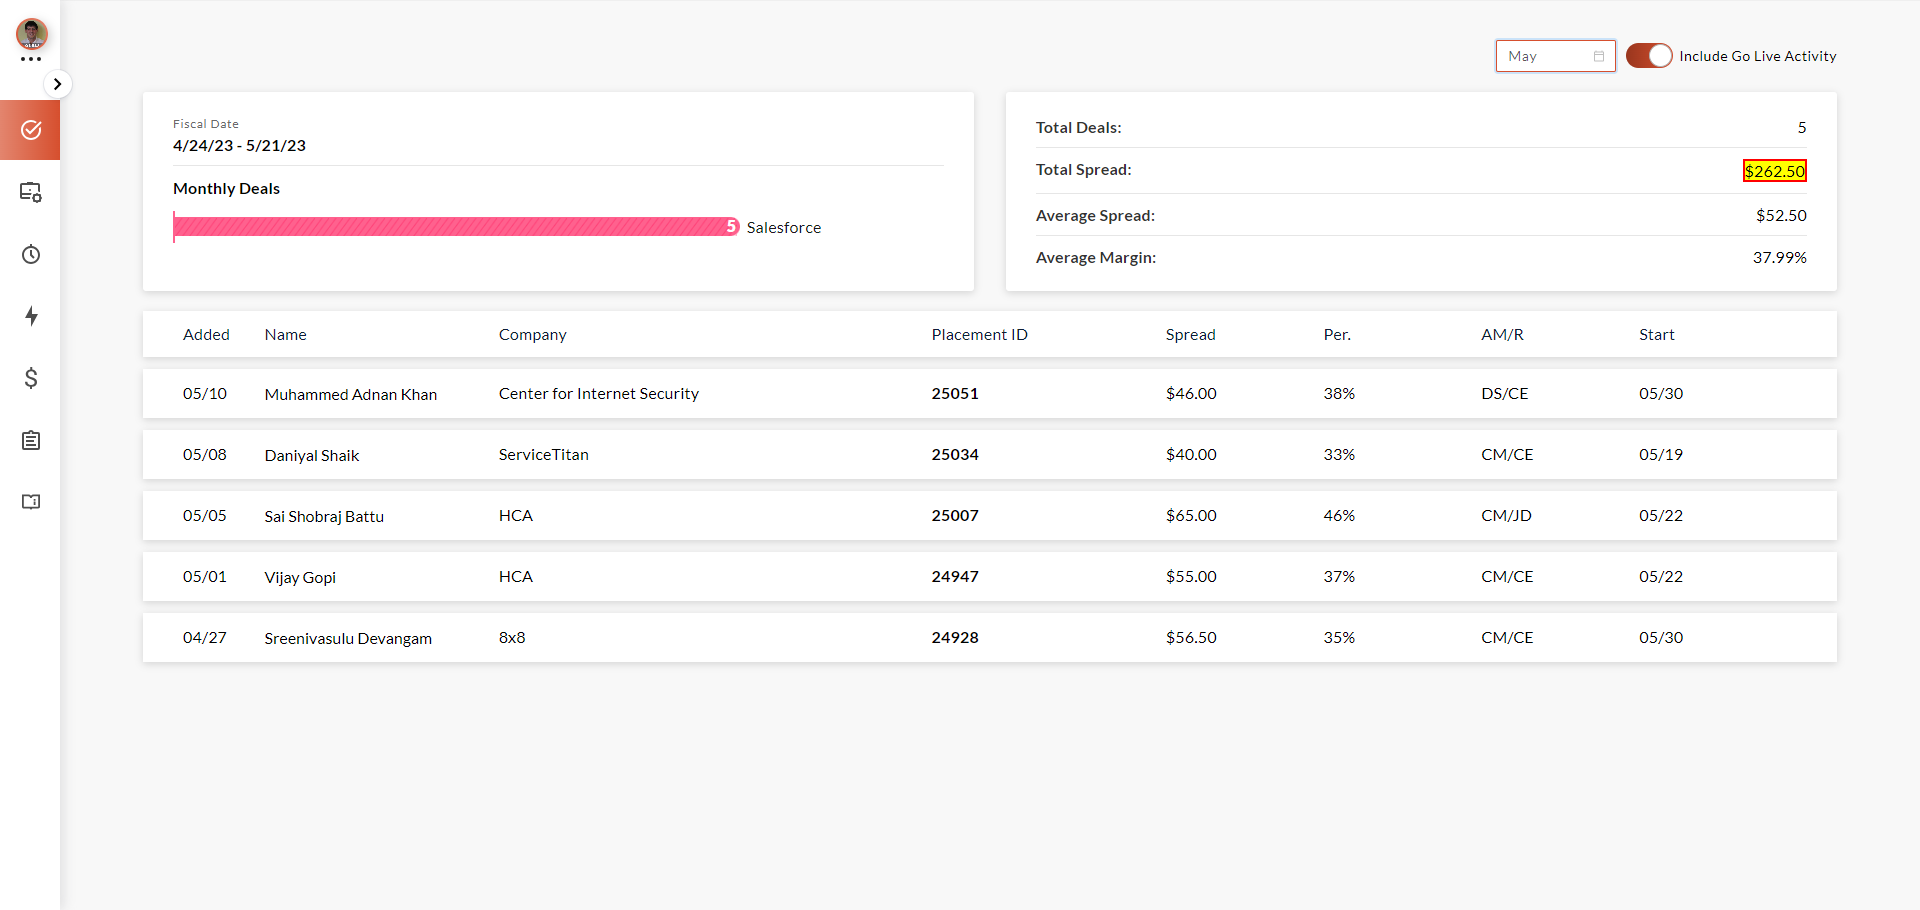 May
Include Go Live Activity
Fiscal Date
4/24/23 - 5/21/23
Monthly Deals
5 Salesforce
Total Deals: 5
Total Spread: $262.50
Average Spread: $52.50
Average Margin: 37.99%
Added Name Company Placement ID Spread Per. AM/R Start
05/10 Muhammed Adnan Khan Center for Internet Security 25051 $46.00 38% DS/CE 05/30
05/08 Daniyal Shaik ServiceTitan 25034 $40.00 33% CM/CE 05/19
05/05 Sai Shobraj Battu HCA 25007 $65.00 46% CM/JD 05/22
05/01 Vijay Gopi HCA 24947 $55.00 37% CM/CE 05/22
04/27 Sreenivasulu Devangam 8x8 24928 $56.50 35% CM/CE 05/30